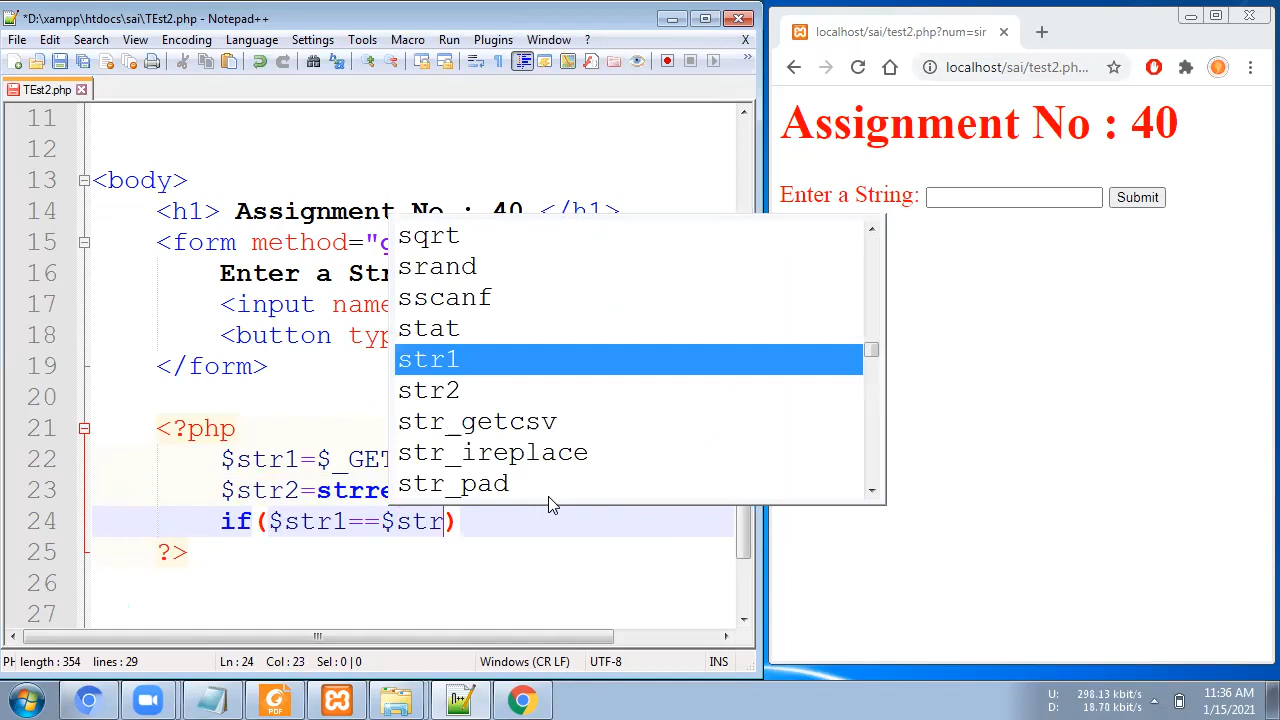 *D:\xampp\htdocs\sai\TEst2.php - Notepad++
File Edit Search View Encoding Language Settings Tools Macro Run Plugins Window ? X
TEst2.php
11
12
13 <body>
14 <h1> Assignment No : 40 </h1>
15 <form method="g
16 Enter a Str
17 <input name
18 <button typ
19 </form>
20
21 <?php
22 $str1=$_GET
23 $str2=strre
24 if($str1==$str)
25 ?>
26
27
sqrt
srand
sscanf
stat
str1
str2
str_getcsv
str_ireplace
str_pad
length : 354 lines : 29 Ln : 24 Col : 23 Sel : 0 | 0 Windows (CR LF) UTF-8 INS
localhost/sai/test2.php?num=sir
localhost/sai/test2.ph...
Assignment No : 40
Enter a String: Submit
PDF
U: 298.13 kbit/s
D: 18.70 kbit/s
11:36 AM
1/15/2021